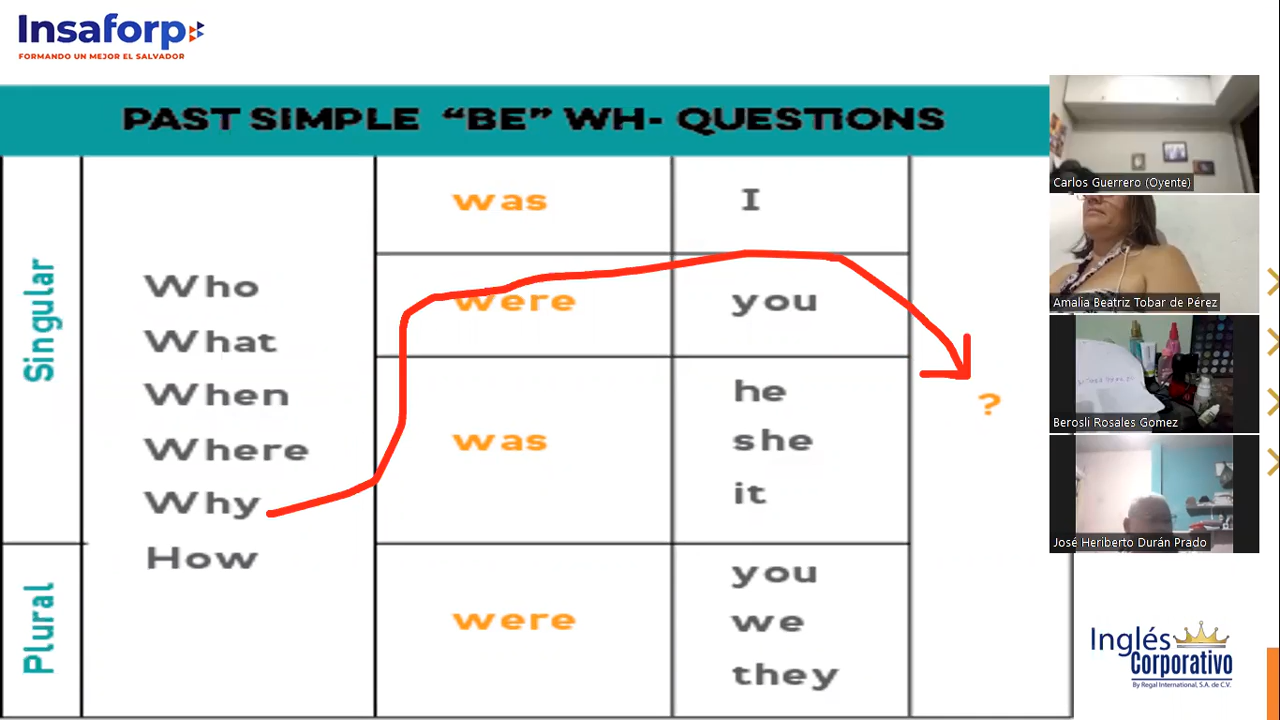 Insaforp
FORMANDO UN MEJOR EL SALVADOR
PAST SIMPLE “BE” WH- QUESTIONS
Singular
Who
What
When
Where
Why
How
was
I
were
you
was
he
she
it
?
Plural
were
you
we
they
Carlos Guerrero (Oyente)
Amalia Beatriz Tobar de Pérez
Berosli Rosales Gomez
José Heriberto Durán Prado
Inglés
Corporativo
By Regal International, S.A. de C.V.